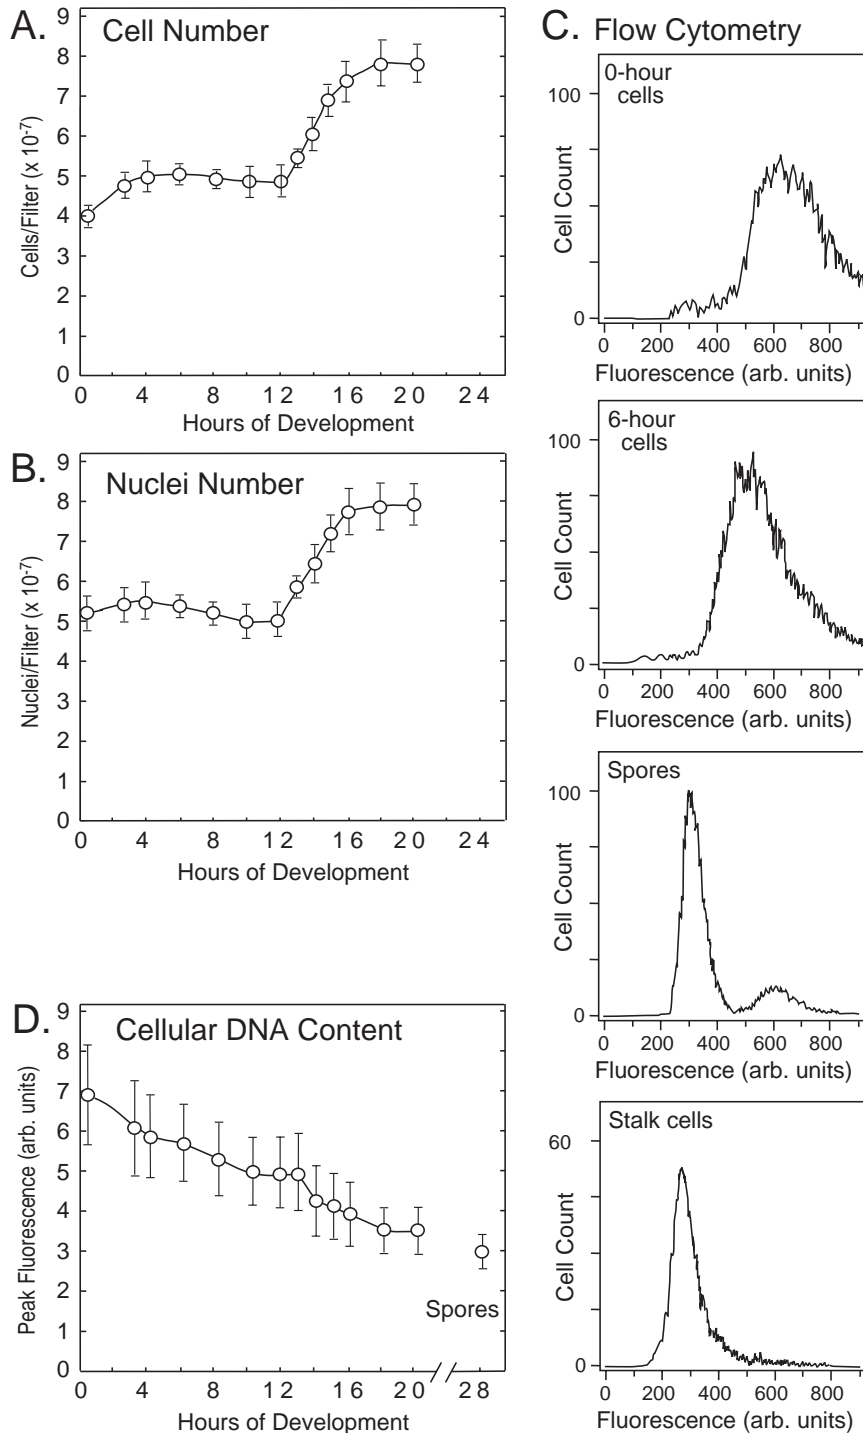 A. Cell Number
Cells/Filter (x 10-7)
9
8
7
6
5
4
3
2
1
0
0 4 8 12 16 20 24
Hours of Development
B. Nuclei Number
Nuclei/Filter (x 10-7)
9
8
7
6
5
4
3
2
1
0
0 4 8 12 16 20 24
Hours of Development
D. Cellular DNA Content
Peak Fluorescence (arb. units)
9
8
7
6
5
4
3
2
1
0
Spores
0 4 8 12 16 20 28
Hours of Development
C. Flow Cytometry
0-hour
cells
Cell Count
100
0
0 200 400 600 800
Fluorescence (arb. units)
6-hour
cells
Cell Count
100
0
0 200 400 600 800
Fluorescence (arb. units)
Spores
Cell Count
100
0
0 200 400 600 800
Fluorescence (arb. units)
Stalk cells
Cell Count
60
0
0 200 400 600 800
Fluorescence (arb. units)